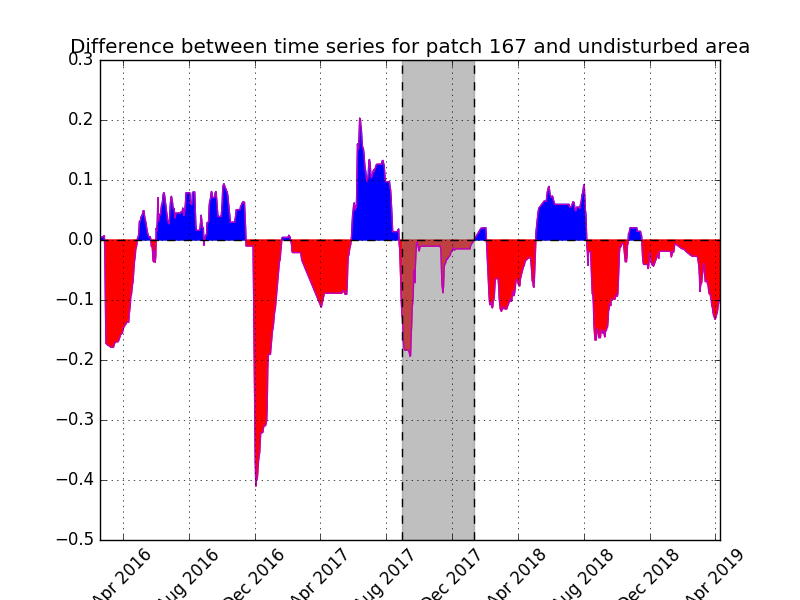 Difference between time series for patch 167 and undisturbed area
0.3
0.2
0.1
0.0
−0.1
−0.2
−0.3
−0.4
−0.5
Apr 2016
Aug 2016
Dec 2016
Apr 2017
Aug 2017
Dec 2017
Apr 2018
Aug 2018
Dec 2018
Apr 2019